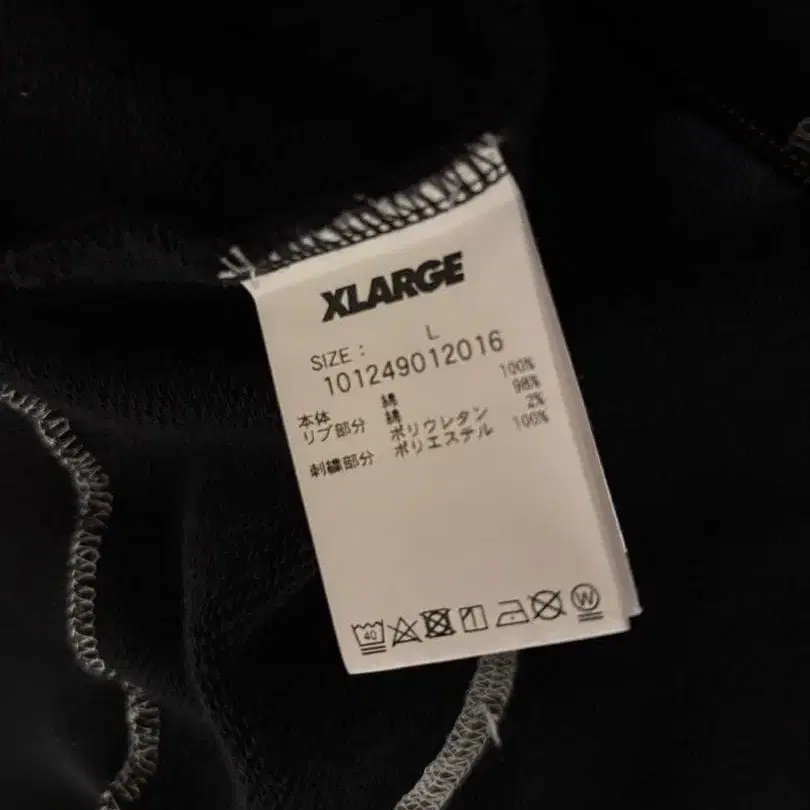 XLARGE
SIZE : L
101249012016
本体 綿 100%
リブ部分 綿 98%
ポリウレタン 2%
刺繍部分 ポリエステル 100%
40 W